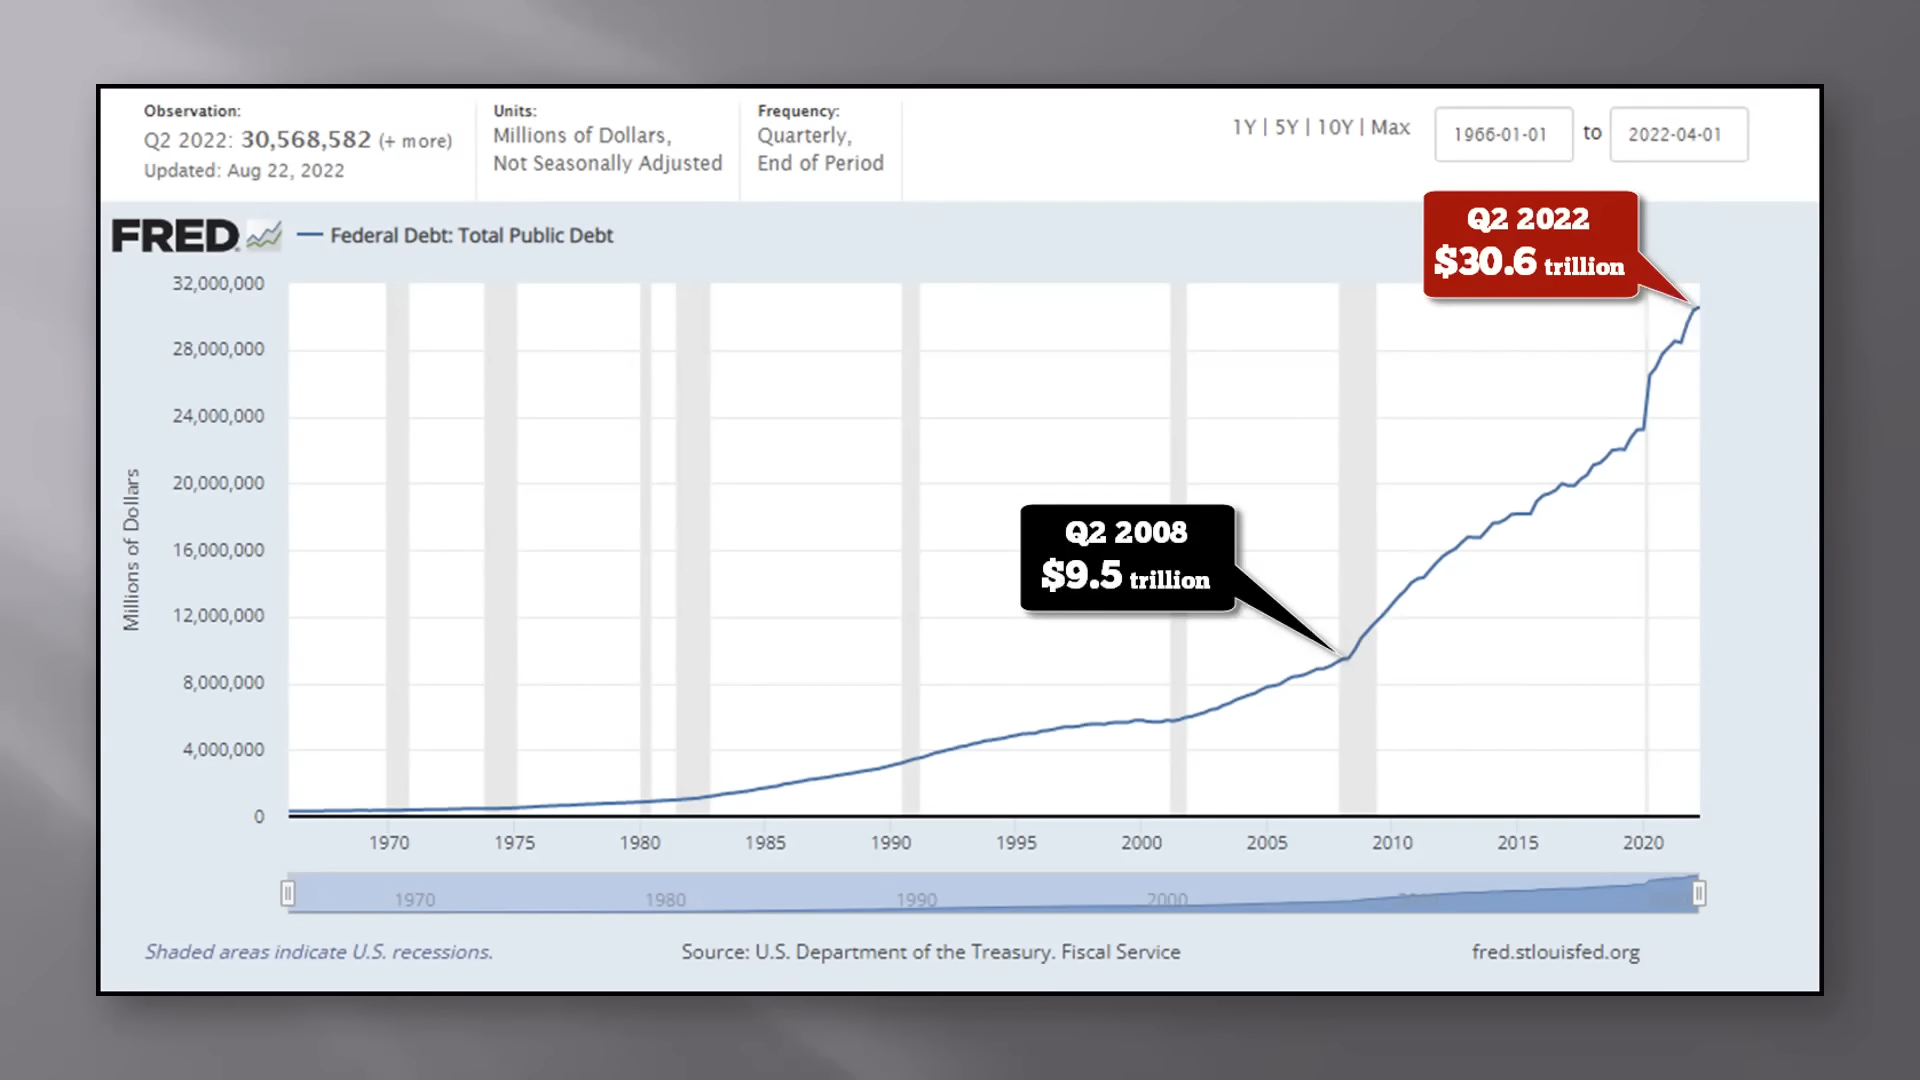 Observation:
Q2 2022: 30,568,582 (+ more)
Updated: Aug 22, 2022
Units:
Millions of Dollars,
Not Seasonally Adjusted
Frequency:
Quarterly,
End of Period
1Y | 5Y | 10Y | Max
1966-01-01 to 2022-04-01
FRED
Federal Debt: Total Public Debt
Q2 2022
$30.6 trillion
Q2 2008
$9.5 trillion
Millions of Dollars
32,000,000
28,000,000
24,000,000
20,000,000
16,000,000
12,000,000
8,000,000
4,000,000
0
1970 1975 1980 1985 1990 1995 2000 2005 2010 2015 2020
1970 1980 1990 2000
Shaded areas indicate U.S. recessions.
Source: U.S. Department of the Treasury. Fiscal Service
fred.stlouisfed.org